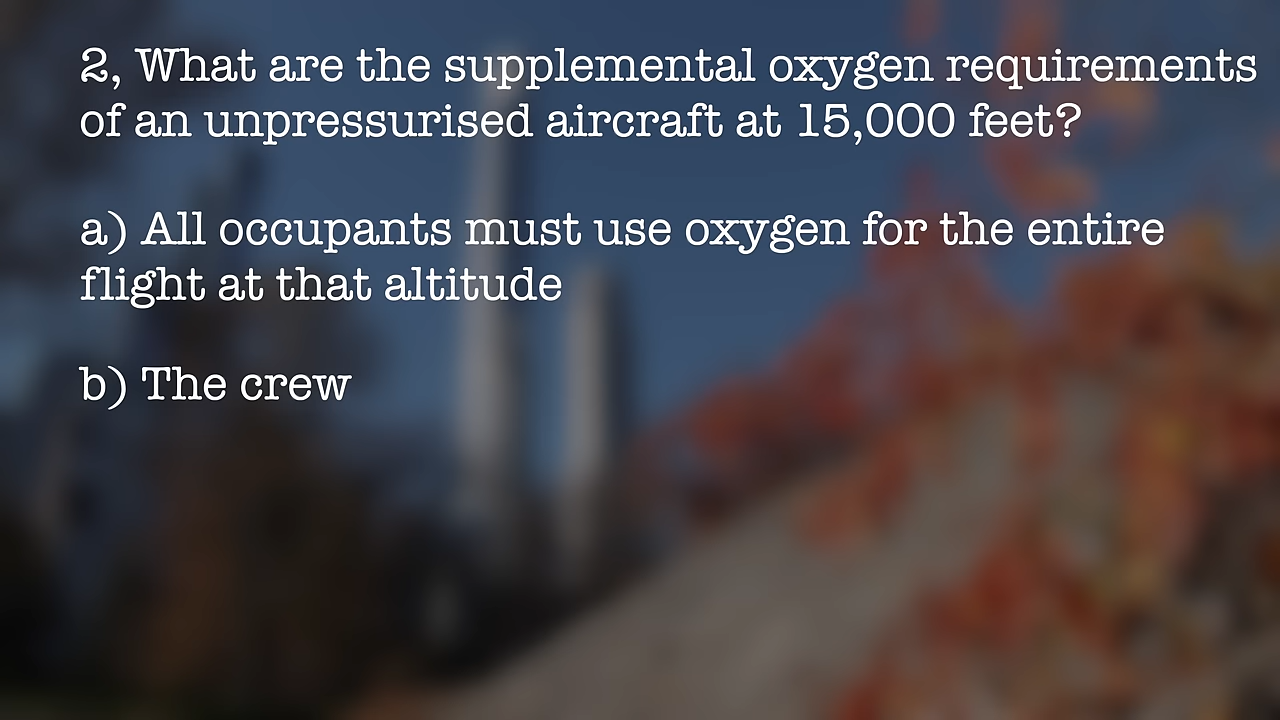 2, What are the supplemental oxygen requirements
of an unpressurised aircraft at 15,000 feet?
a) All occupants must use oxygen for the entire
flight at that altitude
b) The crew